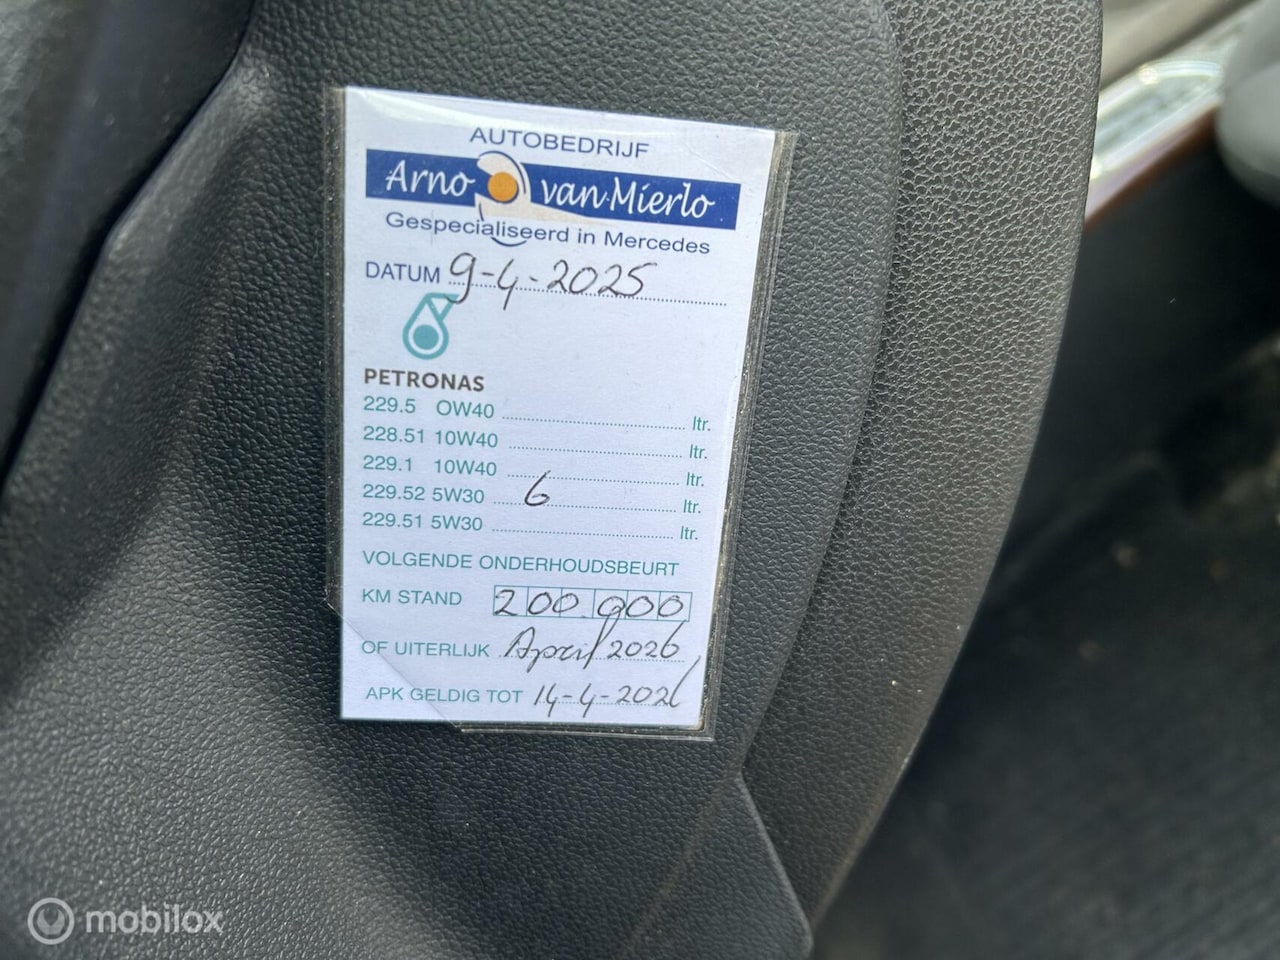 AUTOBEDRIJF
Arno van Mierlo
Gespecialiseerd in Mercedes
DATUM 9-4-2025
PETRONAS
229.5 0W40 ltr.
228.51 10W40 ltr.
229.1 10W40 ltr.
229.52 5W30 6 ltr.
229.51 5W30 ltr.
VOLGENDE ONDERHOUDSBEURT
KM STAND 200.000
OF UITERLIJK April 2026
APK GELDIG TOT 14-4-2026
mobilox